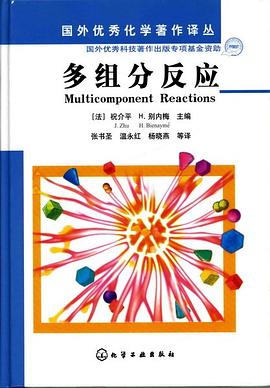 国外优秀化学著作译丛
国外优秀科技著作出版专项基金资助
多组分反应
Multicomponent Reactions
[法] 祝介平 H. 别内梅 主编
J. Zhu H. Bienaymé
张书圣 温永红 杨晓燕 等译
化学工业出版社